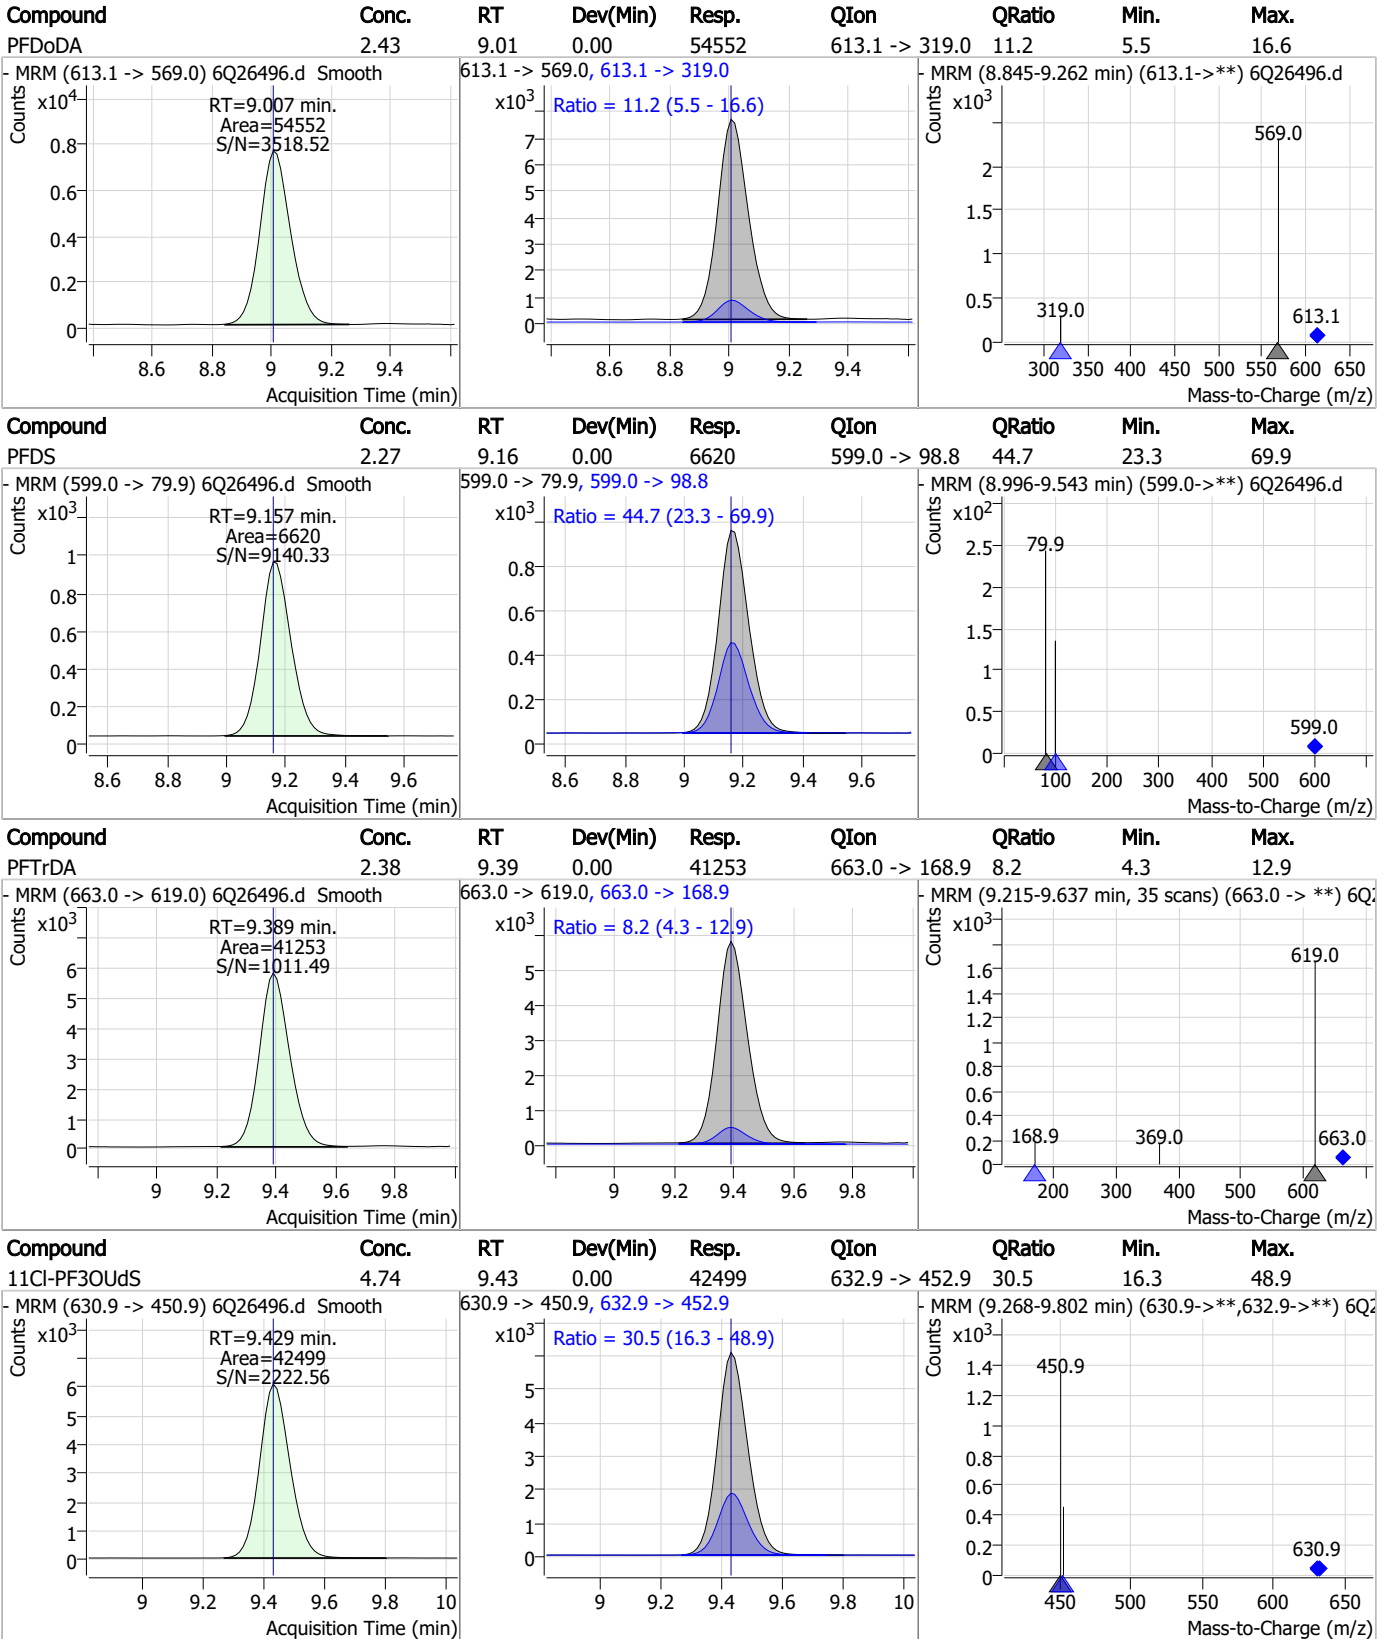 Compound Conc. RT Dev(Min) Resp. QIon QRatio Min. Max.
PFDoDA 2.43 9.01 0.00 54552 613.1 -> 319.0 11.2 5.5 16.6
- MRM (613.1 -> 569.0) 6Q26496.d Smooth
Counts
x10⁴
RT=9.007 min.
Area=54552
S/N=3518.52
0.8
0.6
0.4
0.2
0
8.6 8.8 9 9.2 9.4
Acquisition Time (min)
613.1 -> 569.0, 613.1 -> 319.0
x10³
Ratio = 11.2 (5.5 - 16.6)
7
6
5
4
3
2
1
0
8.6 8.8 9 9.2 9.4
- MRM (8.845-9.262 min) (613.1->**) 6Q26496.d
Counts
x10³
569.0
2
1.5
1
0.5
0
319.0
613.1
300 350 400 450 500 550 600 650
Mass-to-Charge (m/z)
Compound Conc. RT Dev(Min) Resp. QIon QRatio Min. Max.
PFDS 2.27 9.16 0.00 6620 599.0 -> 98.8 44.7 23.3 69.9
- MRM (599.0 -> 79.9) 6Q26496.d Smooth
Counts
x10³
RT=9.157 min.
Area=6620
S/N=9140.33
1
0.8
0.6
0.4
0.2
0
8.6 8.8 9 9.2 9.4 9.6
Acquisition Time (min)
599.0 -> 79.9, 599.0 -> 98.8
x10³
Ratio = 44.7 (23.3 - 69.9)
0.8
0.6
0.4
0.2
0
8.6 8.8 9 9.2 9.4 9.6
- MRM (8.996-9.543 min) (599.0->**) 6Q26496.d
Counts
x10²
79.9
2.5
2
1.5
1
0.5
0
599.0
100 200 300 400 500 600
Mass-to-Charge (m/z)
Compound Conc. RT Dev(Min) Resp. QIon QRatio Min. Max.
PFTrDA 2.38 9.39 0.00 41253 663.0 -> 168.9 8.2 4.3 12.9
- MRM (663.0 -> 619.0) 6Q26496.d Smooth
Counts
x10³
RT=9.389 min.
Area=41253
S/N=1011.49
6
5
4
3
2
1
0
9 9.2 9.4 9.6 9.8
Acquisition Time (min)
663.0 -> 619.0, 663.0 -> 168.9
x10³
Ratio = 8.2 (4.3 - 12.9)
5
4
3
2
1
0
9 9.2 9.4 9.6 9.8
- MRM (9.215-9.637 min, 35 scans) (663.0 -> **) 6Q2
Counts
x10³
619.0
1.6
1.4
1.2
1
0.8
0.6
0.4
0.2
0
168.9
369.0
663.0
200 300 400 500 600
Mass-to-Charge (m/z)
Compound Conc. RT Dev(Min) Resp. QIon QRatio Min. Max.
11Cl-PF3OUdS 4.74 9.43 0.00 42499 632.9 -> 452.9 30.5 16.3 48.9
- MRM (630.9 -> 450.9) 6Q26496.d Smooth
Counts
x10³
RT=9.429 min.
Area=42499
S/N=2222.56
6
5
4
3
2
1
0
9 9.2 9.4 9.6 9.8 10
Acquisition Time (min)
630.9 -> 450.9, 632.9 -> 452.9
x10³
Ratio = 30.5 (16.3 - 48.9)
5
4
3
2
1
0
9 9.2 9.4 9.6 9.8 10
- MRM (9.268-9.802 min) (630.9->**,632.9->**) 6Q2
Counts
x10³
450.9
1.4
1.2
1
0.8
0.6
0.4
0.2
0
630.9
450 500 550 600 650
Mass-to-Charge (m/z)